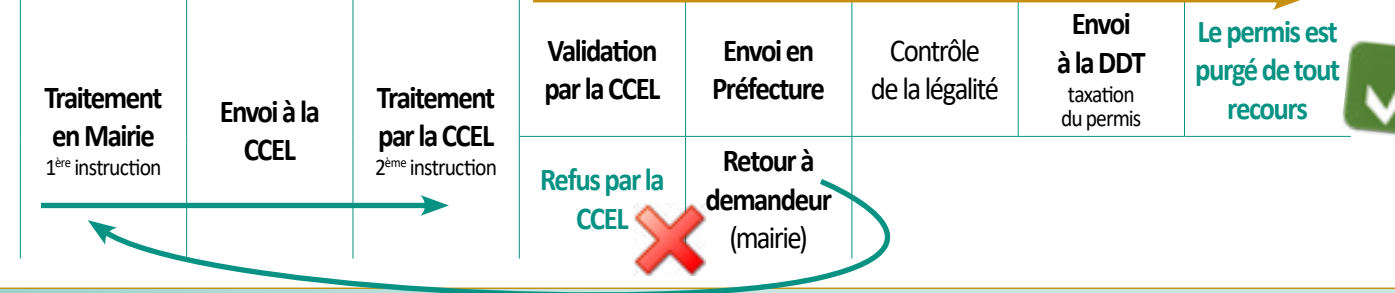 Traitement
en Mairie
1ère instruction
Envoi à la
CCEL
Traitement
par la CCEL
2ème instruction
Validation
par la CCEL
Envoi en
Préfecture
Contrôle
de la légalité
Envoi
à la DDT
taxation
du permis
Le permis est
purgé de tout
recours
Refus par la
CCEL
Retour à
demandeur
(mairie)